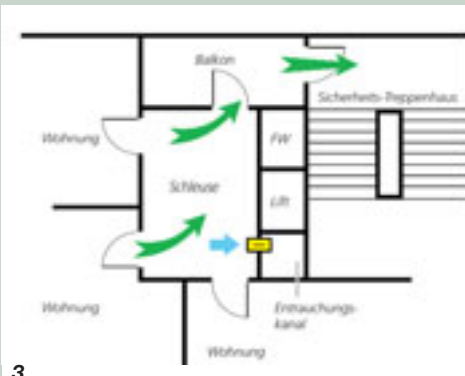 Balkon
Sicherheits-Treppenhaus
Wohnung
FW
Schleuse
Lift
Wohnung
Entrauchungs-
kanal
Wohnung
3